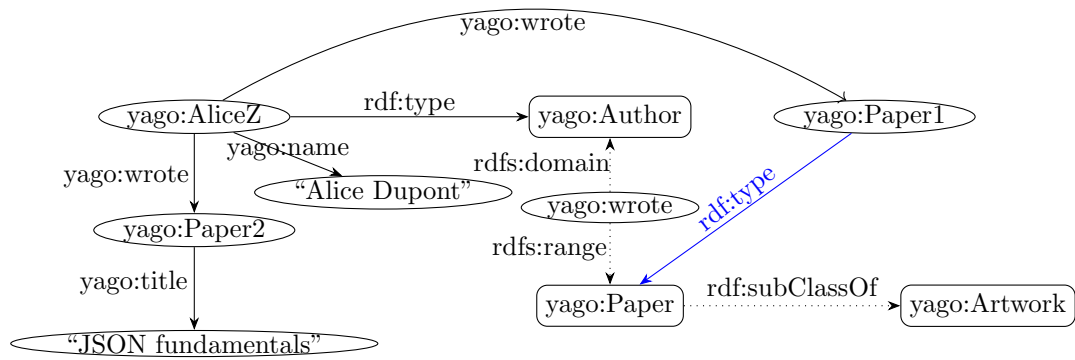 yago:wrote
yago:AliceZ
rdf:type
yago:Author
yago:Paper1
yago:name
rdfs:domain
yago:wrote
“Alice Dupont”
yago:wrote
rdf:type
yago:Paper2
rdfs:range
yago:title
yago:Paper
rdf:subClassOf
yago:Artwork
“JSON fundamentals”